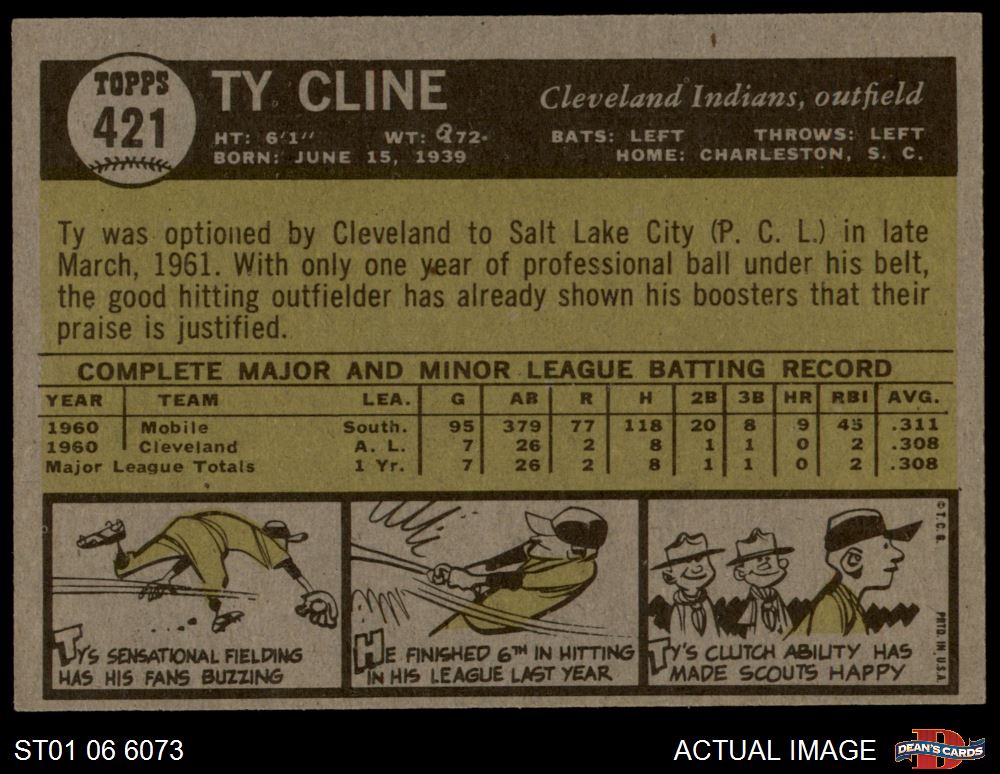 TOPPS
421
TY CLINE
Cleveland Indians, outfield
HT: 6'1" WT: 172 BATS: LEFT THROWS: LEFT
BORN: JUNE 15, 1939 HOME: CHARLESTON, S. C.
Ty was optioned by Cleveland to Salt Lake City (P. C. L.) in late
March, 1961. With only one year of professional ball under his belt,
the good hitting outfielder has already shown his boosters that their
praise is justified.
COMPLETE MAJOR AND MINOR LEAGUE BATTING RECORD
YEAR TEAM LEA. G AB R H 2B 3B HR RBI AVG.
1960 Mobile South. 95 379 77 118 20 8 9 45 .311
1960 Cleveland A. L. 7 26 2 8 1 1 0 2 .308
Major League Totals 1 Yr. 7 26 2 8 1 1 0 2 .308
TY'S SENSATIONAL FIELDING
HAS HIS FANS BUZZING
HE FINISHED 6TH IN HITTING
IN HIS LEAGUE LAST YEAR
TY'S CLUTCH ABILITY HAS
MADE SCOUTS HAPPY
© T. C. G. PRTD. IN U.S.A.
ST01 06 6073
ACTUAL IMAGE
D
DEAN'S CARDS